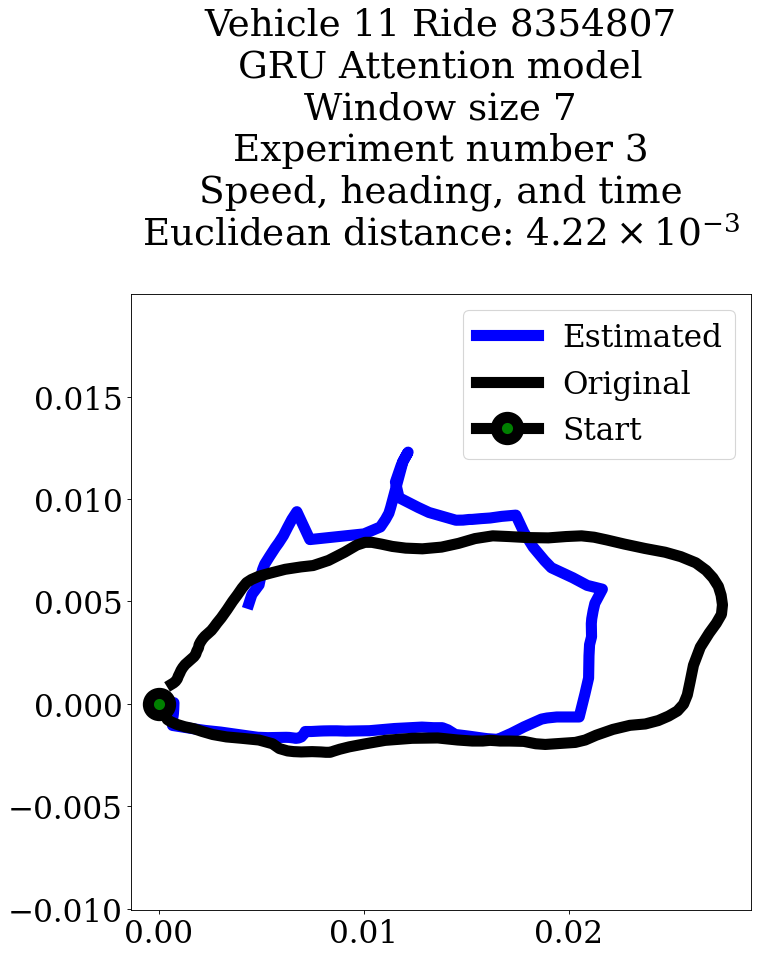 Vehicle 11 Ride 8354807
GRU Attention model
Window size 7
Experiment number 3
Speed, heading, and time
Euclidean distance: 4.22 × 10⁻³
Estimated
Original
Start
0.015
0.010
0.005
0.000
−0.005
−0.010
0.00 0.01 0.02